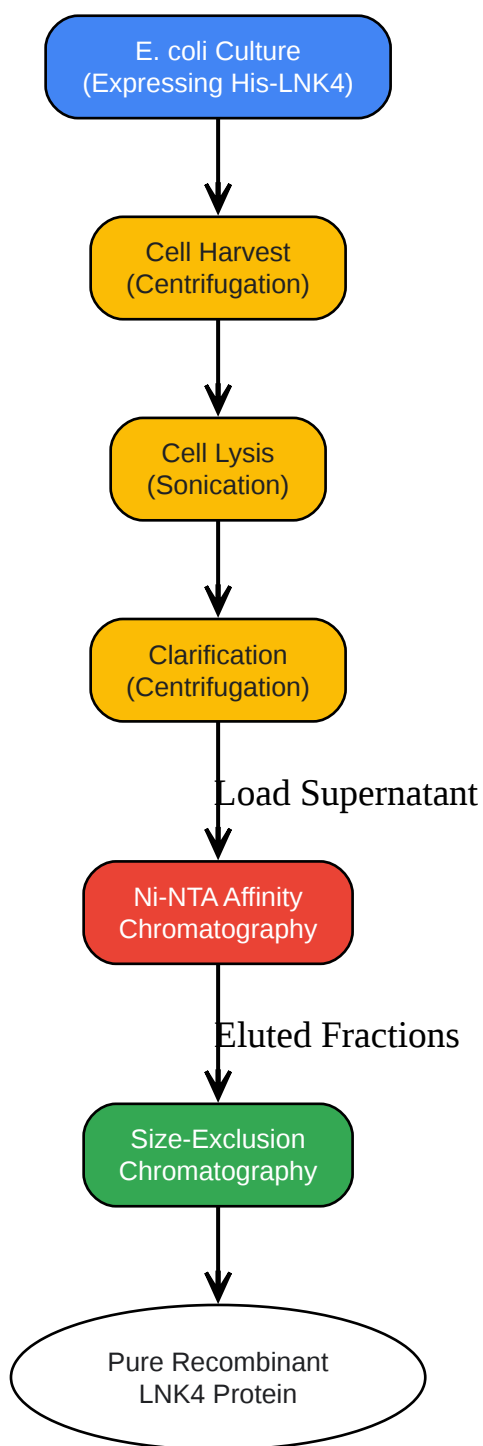 E. coli Culture
(Expressing His-LNK4)
Cell Harvest
(Centrifugation)
Cell Lysis
(Sonication)
Clarification
(Centrifugation)
Load Supernatant
Ni-NTA Affinity
Chromatography
Eluted Fractions
Size-Exclusion
Chromatography
Pure Recombinant
LNK4 Protein